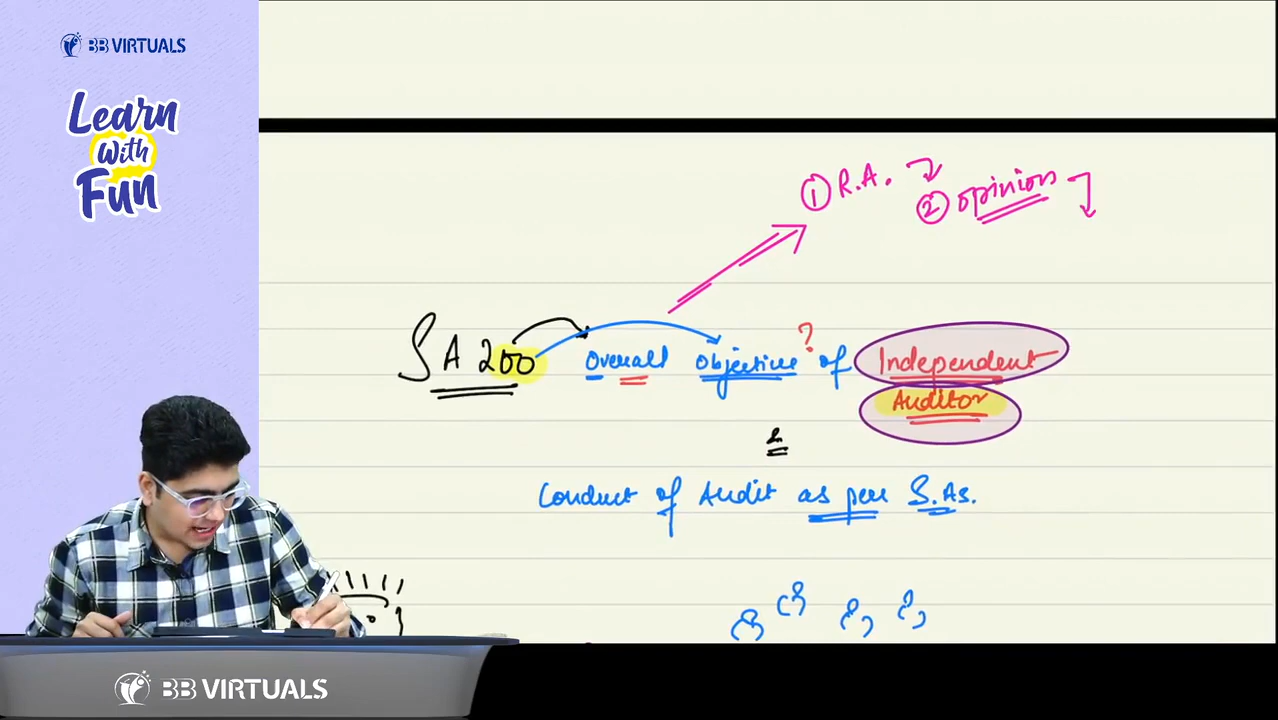 BB VIRTUALS
Learn
With
Fun
① R.A.
② opinion
SA 200 Overall Objective ? of Independent
Auditor
&
Conduct of Audit as per S.As.
BB VIRTUALS